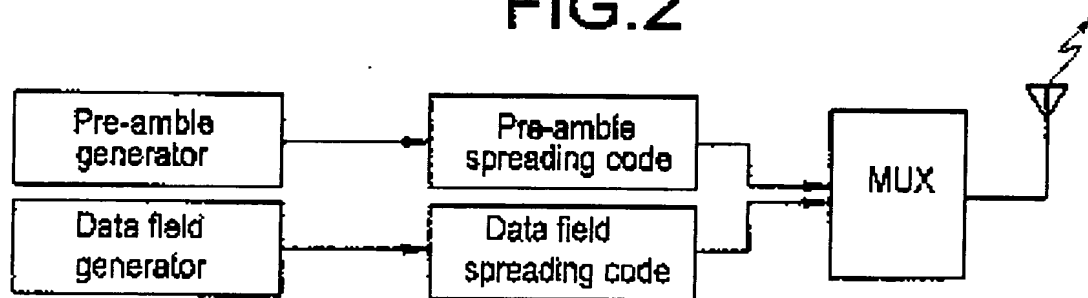 FIG.2
Pre-amble
generator
Pre-amble
spreading code
MUX
Data field
generator
Data field
spreading code